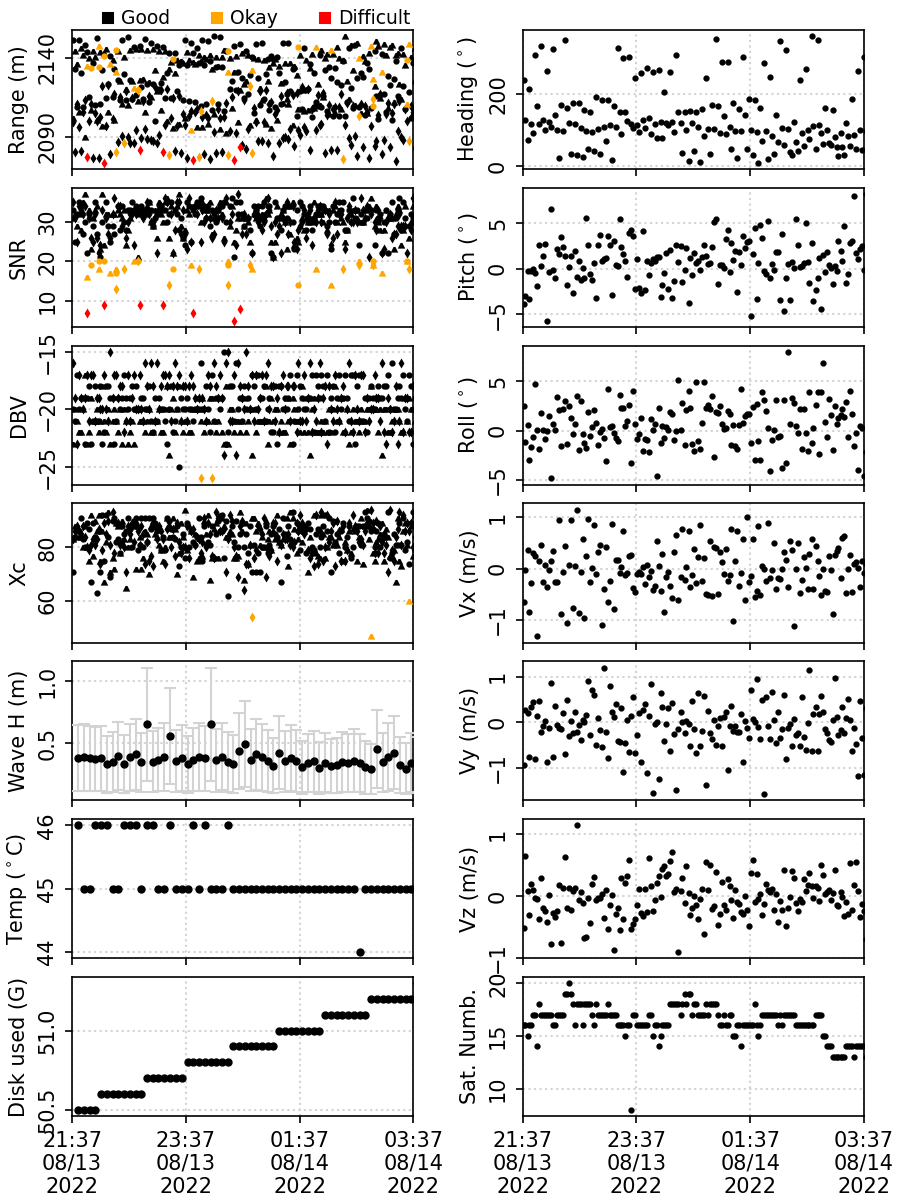 Good Okay Difficult
Range (m)
2140
2090
Heading (°)
200
0
SNR
30
20
10
Pitch (°)
5
0
−5
DBV
−15
−20
−25
Roll (°)
5
0
−5
Xc
80
60
Vx (m/s)
1
0
−1
Wave H (m)
1.0
0.5
Vy (m/s)
1
0
−1
Temp (°C)
46
45
44
Vz (m/s)
1
0
−1
Disk used (G)
51.0
50.5
Sat. Numb.
20
15
10
21:37 23:37 01:37 03:37
08/13 08/13 08/14 08/14
2022 2022 2022 2022
21:37 23:37 01:37 03:37
08/13 08/13 08/14 08/14
2022 2022 2022 2022